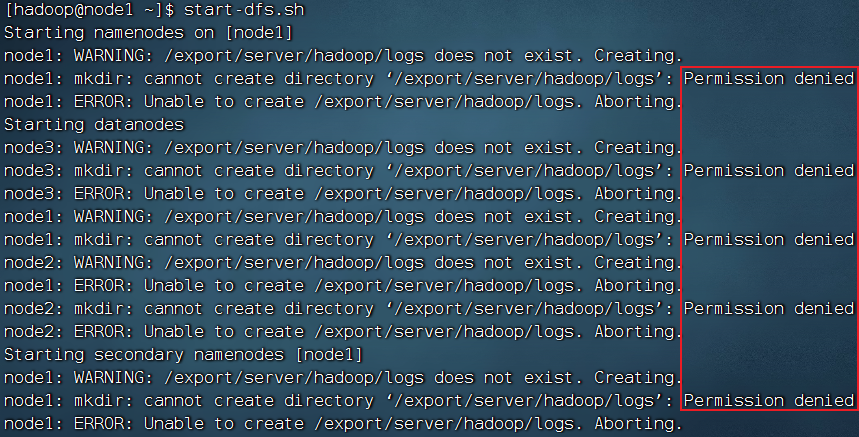 [hadoop@node1 ~]$ start-dfs.sh
Starting namenodes on [node1]
node1: WARNING: /export/server/hadoop/logs does not exist. Creating.
node1: mkdir: cannot create directory ‘/export/server/hadoop/logs’: Permission denied
node1: ERROR: Unable to create /export/server/hadoop/logs. Aborting.
Starting datanodes
node3: WARNING: /export/server/hadoop/logs does not exist. Creating.
node3: mkdir: cannot create directory ‘/export/server/hadoop/logs’: Permission denied
node3: ERROR: Unable to create /export/server/hadoop/logs. Aborting.
node1: WARNING: /export/server/hadoop/logs does not exist. Creating.
node1: mkdir: cannot create directory ‘/export/server/hadoop/logs’: Permission denied
node2: WARNING: /export/server/hadoop/logs does not exist. Creating.
node1: ERROR: Unable to create /export/server/hadoop/logs. Aborting.
node2: mkdir: cannot create directory ‘/export/server/hadoop/logs’: Permission denied
node2: ERROR: Unable to create /export/server/hadoop/logs. Aborting.
Starting secondary namenodes [node1]
node1: WARNING: /export/server/hadoop/logs does not exist. Creating.
node1: mkdir: cannot create directory ‘/export/server/hadoop/logs’: Permission denied
node1: ERROR: Unable to create /export/server/hadoop/logs. Aborting.